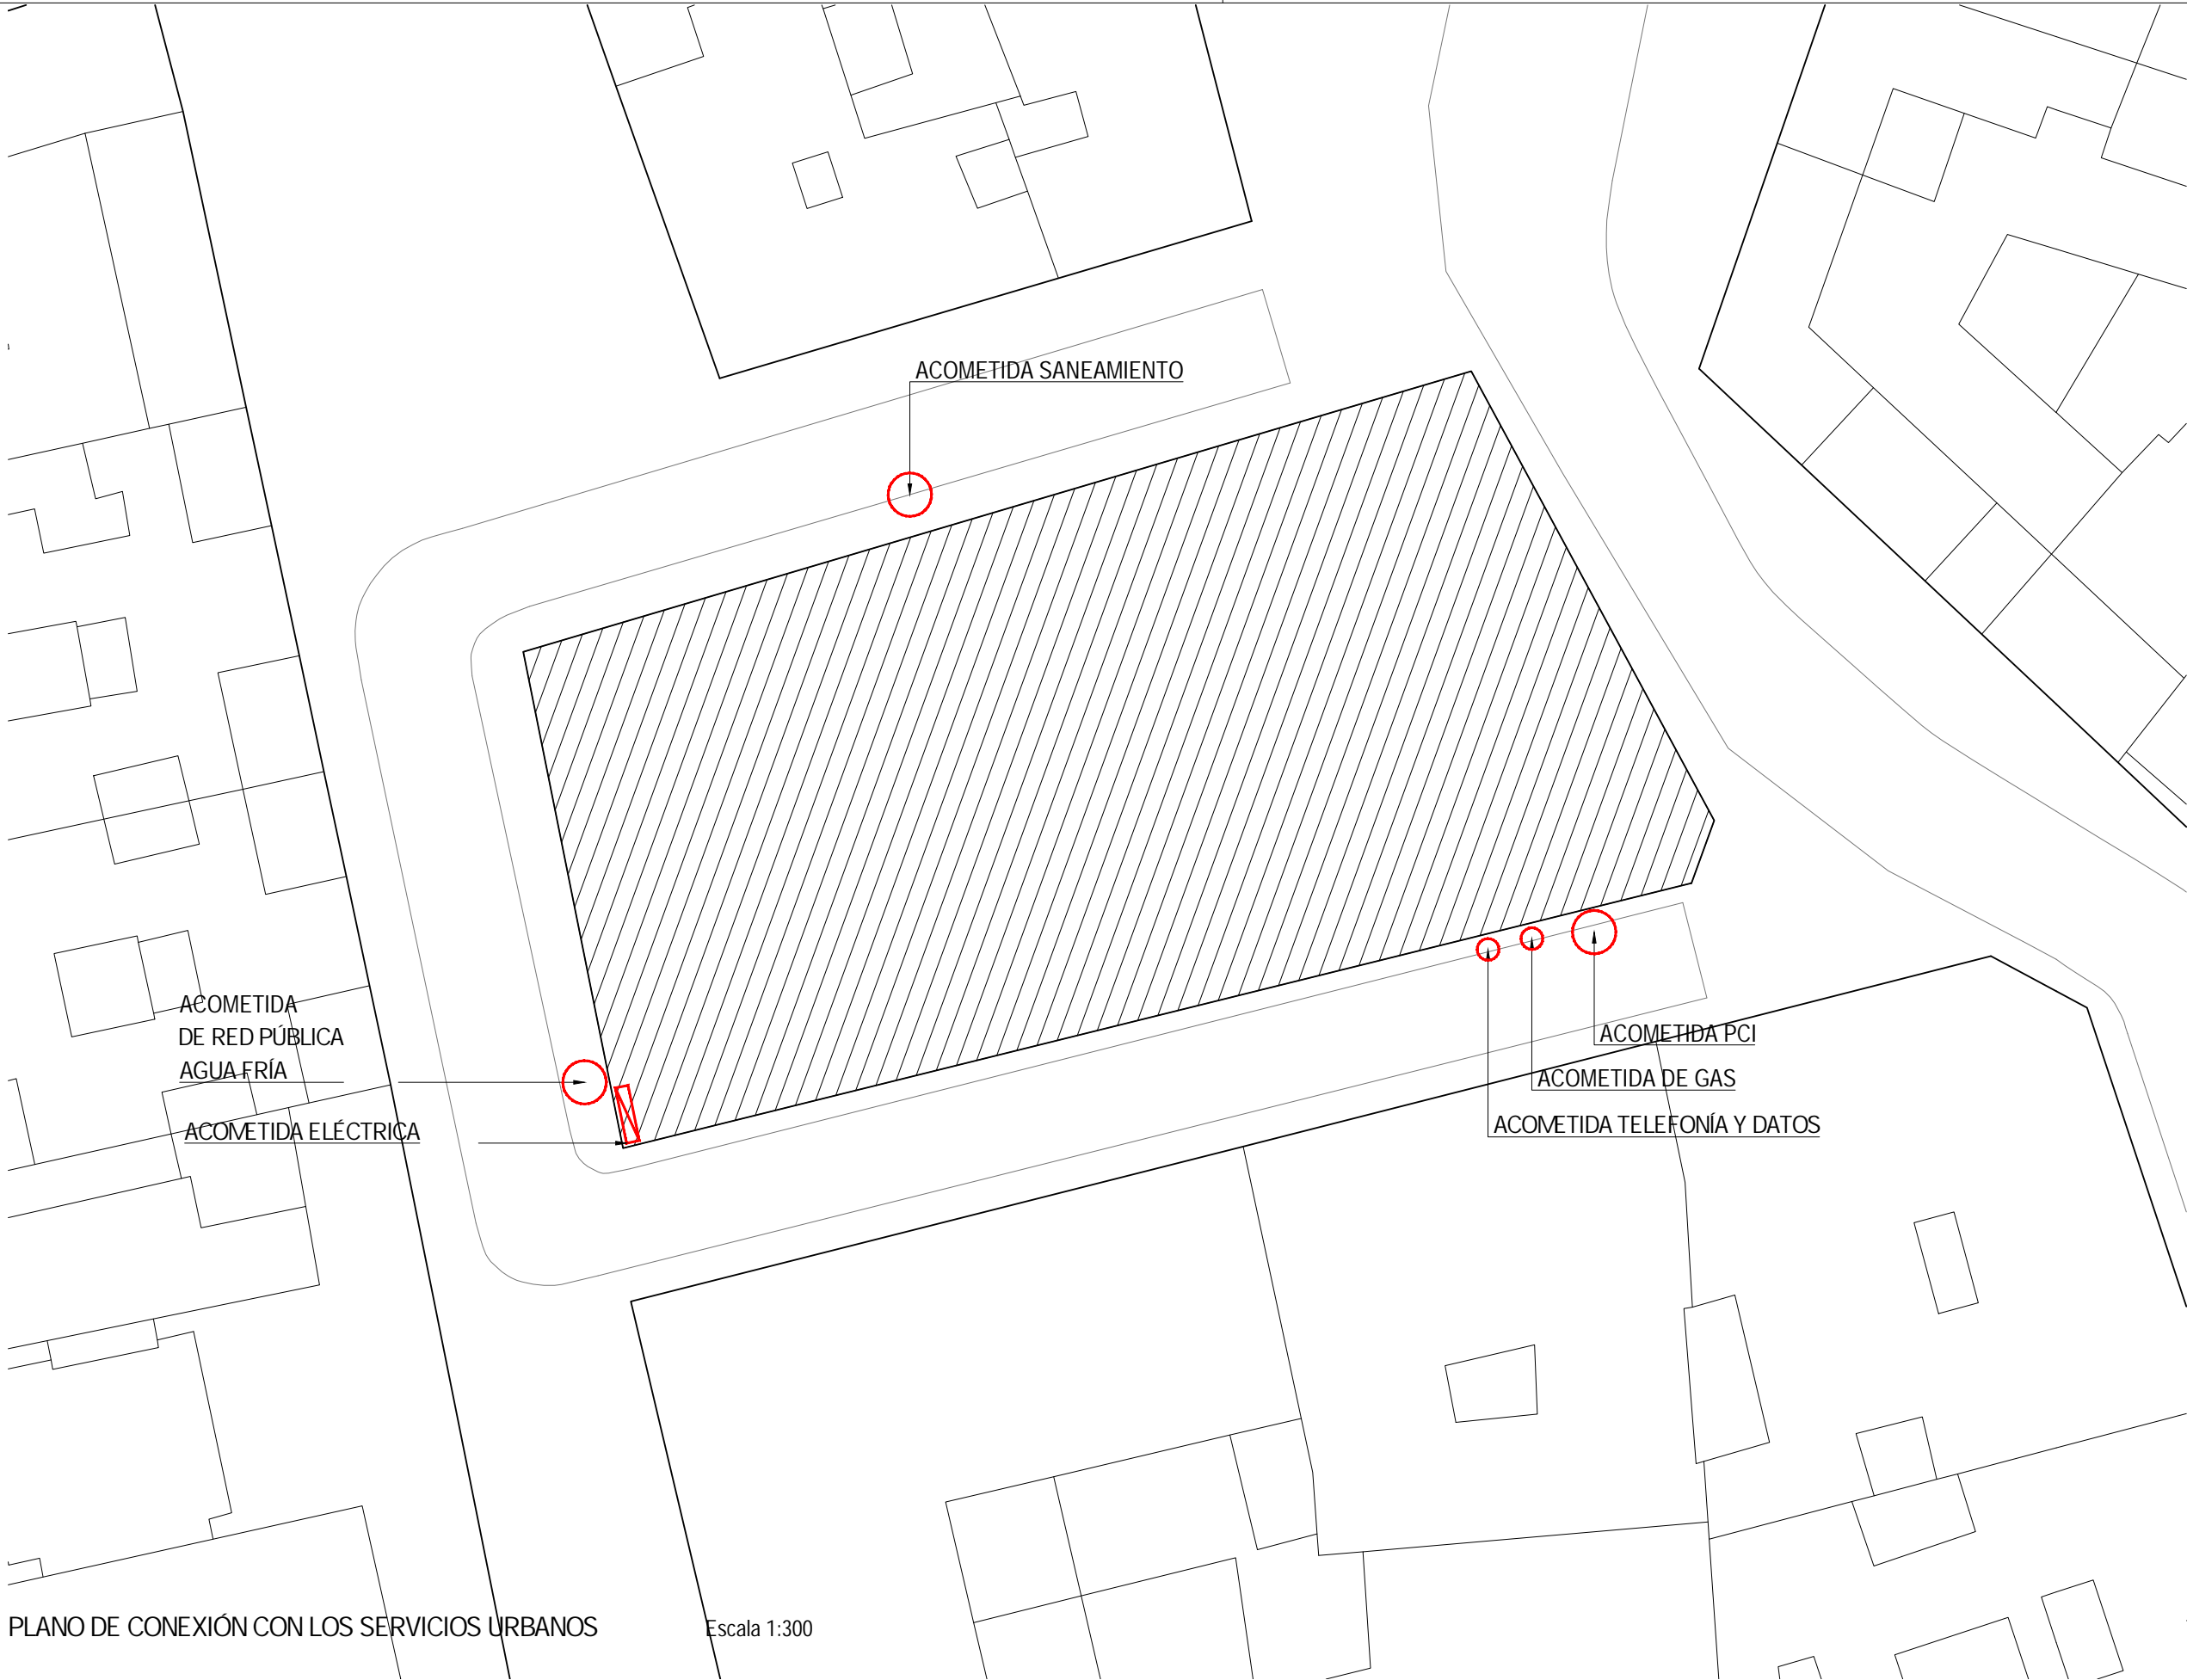 ACOMETIDA SANEAMIENTO
ACOMETIDA
DE RED PÚBLICA
AGUA FRÍA
ACOMETIDA ELÉCTRICA
ACOMETIDA PCI
ACOMETIDA DE GAS
ACOMETIDA TELEFONÍA Y DATOS
PLANO DE CONEXIÓN CON LOS SERVICIOS URBANOS
Escala 1:300